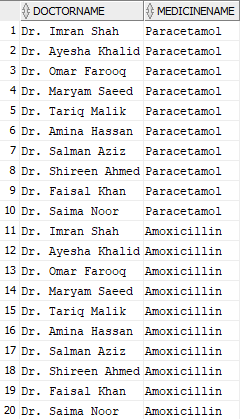 DOCTORNAME MEDICINENAME
1 Dr. Imran Shah Paracetamol
2 Dr. Ayesha Khalid Paracetamol
3 Dr. Omar Farooq Paracetamol
4 Dr. Maryam Saeed Paracetamol
5 Dr. Tariq Malik Paracetamol
6 Dr. Amina Hassan Paracetamol
7 Dr. Salman Aziz Paracetamol
8 Dr. Shireen Ahmed Paracetamol
9 Dr. Faisal Khan Paracetamol
10 Dr. Saima Noor Paracetamol
11 Dr. Imran Shah Amoxicillin
12 Dr. Ayesha Khalid Amoxicillin
13 Dr. Omar Farooq Amoxicillin
14 Dr. Maryam Saeed Amoxicillin
15 Dr. Tariq Malik Amoxicillin
16 Dr. Amina Hassan Amoxicillin
17 Dr. Salman Aziz Amoxicillin
18 Dr. Shireen Ahmed Amoxicillin
19 Dr. Faisal Khan Amoxicillin
20 Dr. Saima Noor Amoxicillin